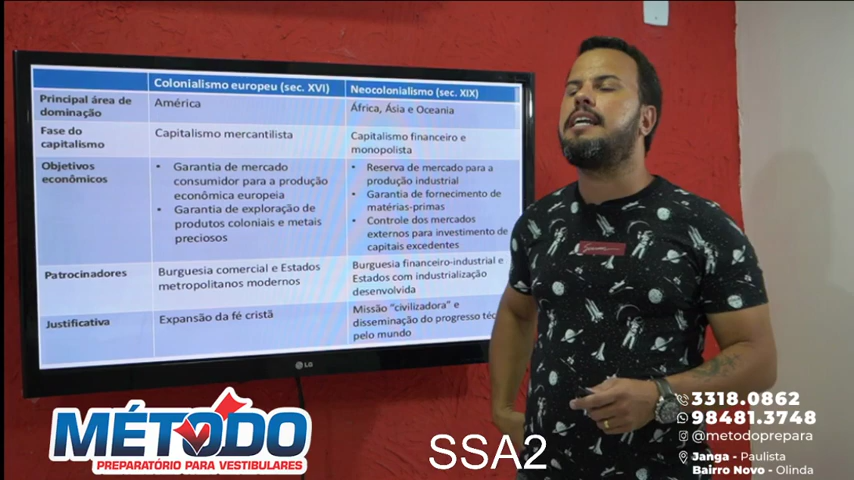 Colonialismo europeu (sec. XVI)
Neocolonialismo (sec. XIX)
Principal área de
dominação
América
África, Ásia e Oceania
Fase do
capitalismo
Capitalismo mercantilista
Capitalismo financeiro e
monopolista
Objetivos
econômicos
• Garantia de mercado
consumidor para a produção
econômica europeia
• Garantia de exploração de
produtos coloniais e metais
preciosos
• Reserva de mercado para a
produção industrial
• Garantia de fornecimento de
matérias-primas
• Controle dos mercados
externos para investimento de
capitais excedentes
Patrocinadores
Burguesia comercial e Estados
metropolitanos modernos
Burguesia financeiro-industrial e
Estados com industrialização
desenvolvida
Justificativa
Expansão da fé cristã
Missão “civilizadora” e
disseminação do progresso
pelo mundo
LG
MÉTODO
PREPARATÓRIO PARA VESTIBULARES
SSA2
3318.0862
98481.3748
@metodoprepara
Janga - Paulista
Bairro Novo - Olinda